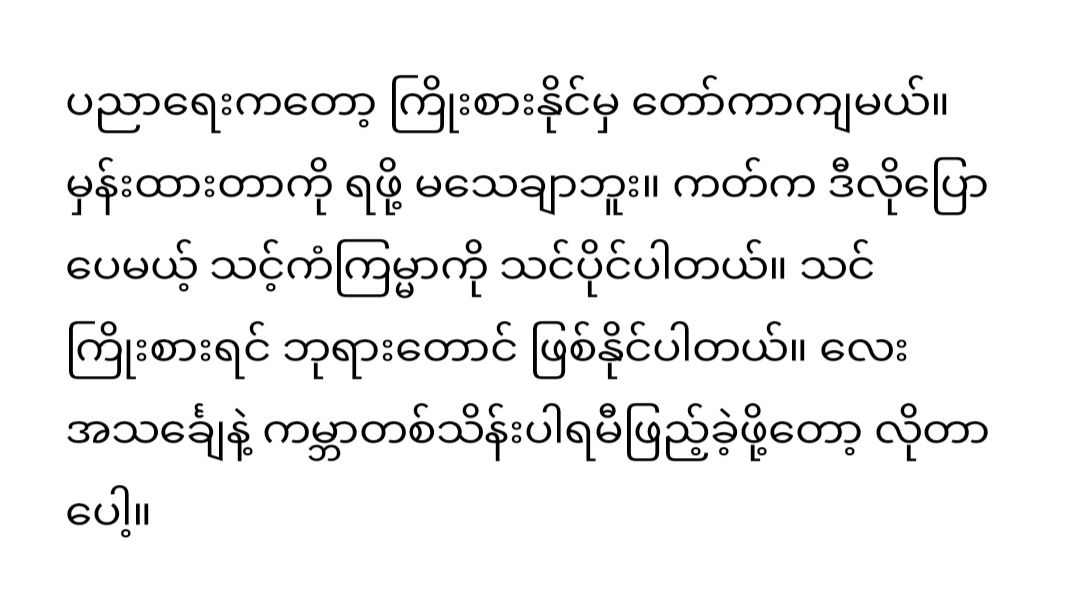 ပညာရေးကတော့ ကြိုးစားနိုင်မှ တော်ကာကျမယ်။
မှန်းထားတာကို ရဖို့ မသေချာဘူး။ ကတ်က ဒီလိုပြော
ပေမယ့် သင့်ကံကြမ္မာကို သင်ပိုင်ပါတယ်။ သင်
ကြိုးစားရင် ဘုရားတောင် ဖြစ်နိုင်ပါတယ်။ လေး
အသင်္ချေနဲ့ ကမ္ဘာတစ်သိန်းပါရမီဖြည့်ခဲ့ဖို့တော့ လိုတာ
ပေါ့။